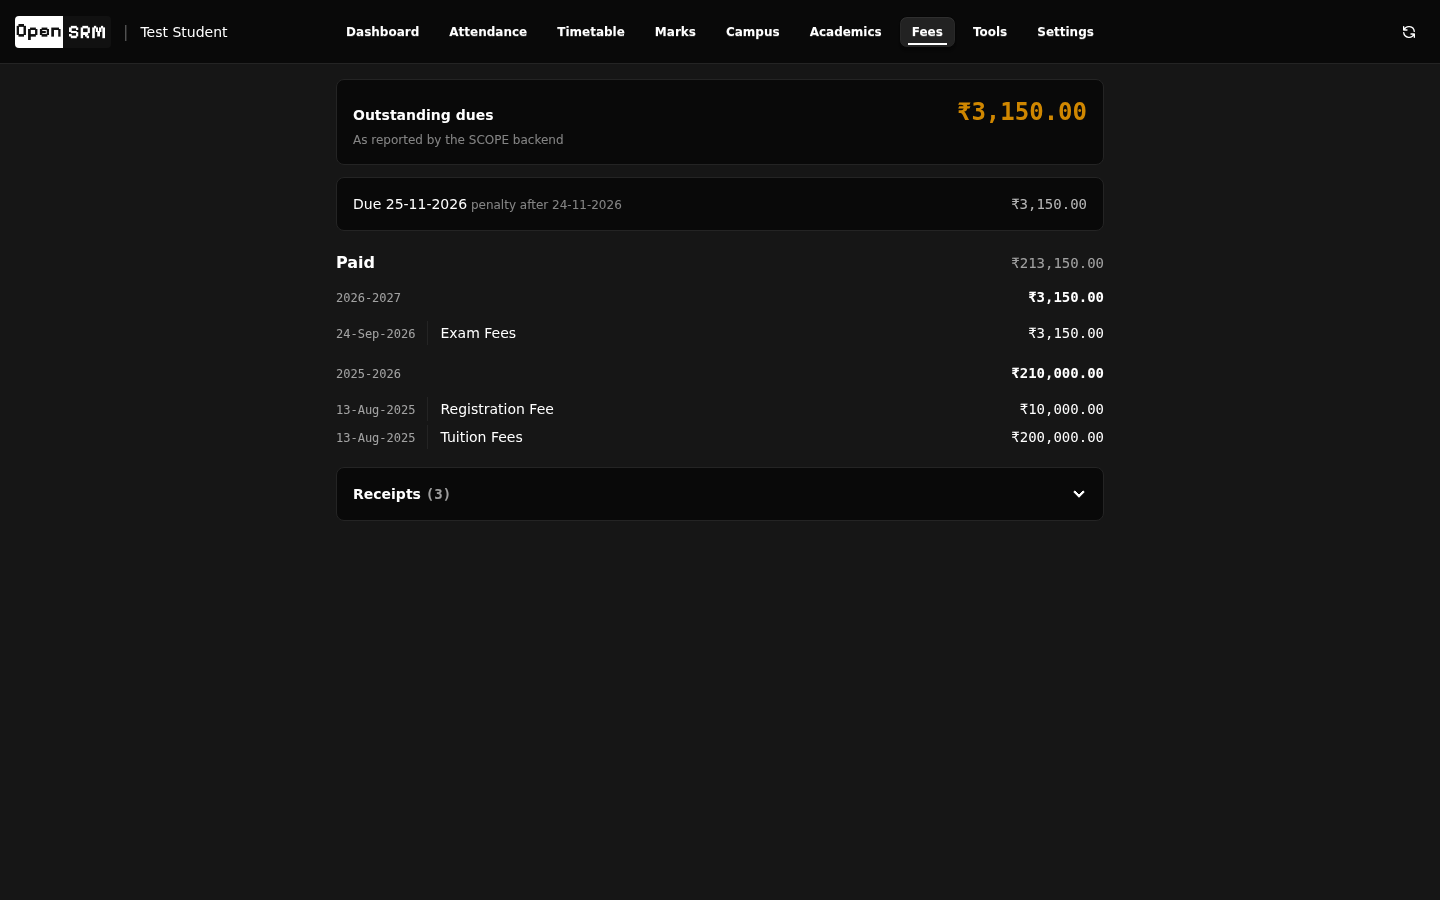 Open SRM | Test Student Dashboard Attendance Timetable Marks Campus Academics Fees Tools Settings
Outstanding dues ₹3,150.00
As reported by the SCOPE backend
Due 25-11-2026 penalty after 24-11-2026 ₹3,150.00
Paid ₹213,150.00
2026-2027 ₹3,150.00
24-Sep-2026 Exam Fees ₹3,150.00
2025-2026 ₹210,000.00
13-Aug-2025 Registration Fee ₹10,000.00
13-Aug-2025 Tuition Fees ₹200,000.00
Receipts (3)